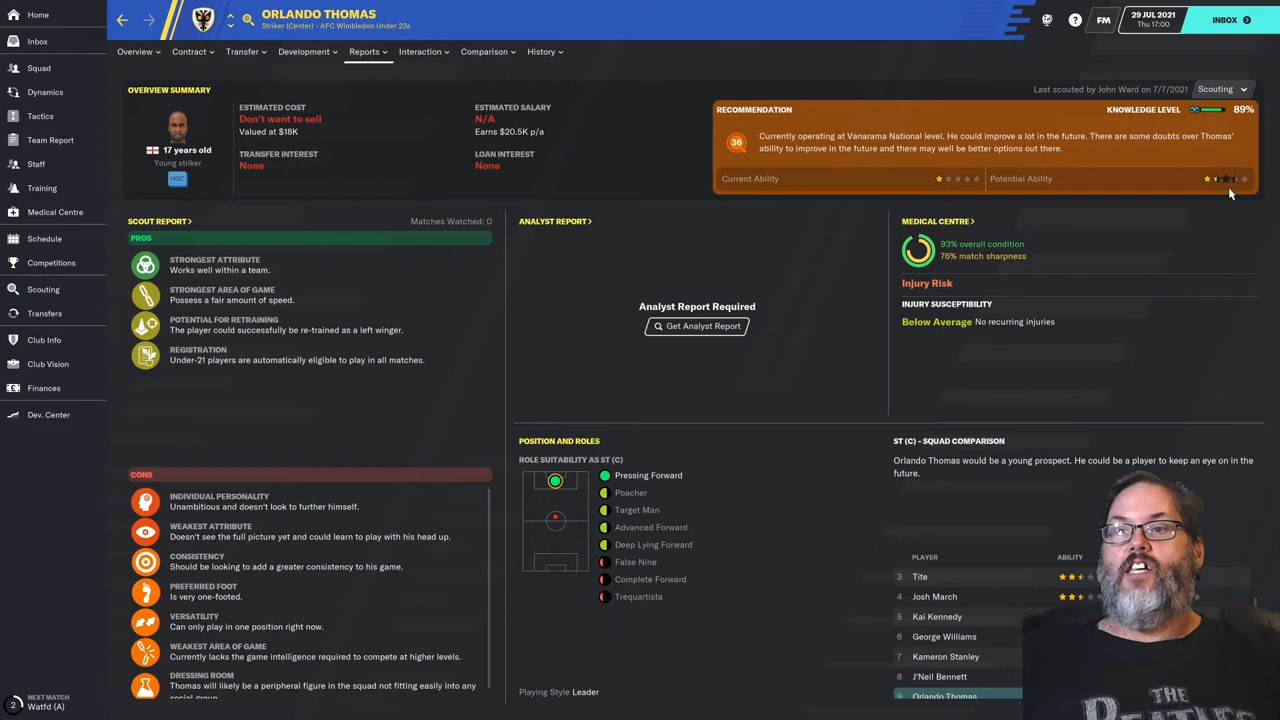 Home
ORLANDO THOMAS
Striker (Center) - AFC Wimbledon Under 23s
FM
29 JUL 2021
Thu 17:00
INBOX
Inbox
Overview
Contract
Transfer
Development
Reports
Interaction
Comparison
History
Squad
Dynamics
Tactics
Team Report
Staff
Training
Medical Centre
Schedule
Competitions
Scouting
Transfers
Club Info
Club Vision
Finances
Dev. Center
2
NEXT MATCH
Watfd (A)
OVERVIEW SUMMARY
Last scouted by John Ward on 7/7/2021
Scouting
17 years old
Young striker
HGC
ESTIMATED COST
Don't want to sell
Valued at $18K
TRANSFER INTEREST
None
ESTIMATED SALARY
N/A
Earns $20.5K p/a
LOAN INTEREST
None
RECOMMENDATION
KNOWLEDGE LEVEL
89%
36
Currently operating at Vanarama National level. He could improve a lot in the future. There are some doubts over Thomas'
ability to improve in the future and there may well be better options out there.
Current Ability
Potential Ability
SCOUT REPORT
Matches Watched: 0
PROS
STRONGEST ATTRIBUTE
Works well within a team.
STRONGEST AREA OF GAME
Possess a fair amount of speed.
POTENTIAL FOR RETRAINING
The player could successfully be re-trained as a left winger.
REGISTRATION
Under-21 players are automatically eligible to play in all matches.
CONS
INDIVIDUAL PERSONALITY
Unambitious and doesn't look to further himself.
WEAKEST ATTRIBUTE
Doesn't see the full picture yet and could learn to play with his head up.
CONSISTENCY
Should be looking to add a greater consistency to his game.
PREFERRED FOOT
Is very one-footed.
VERSATILITY
Can only play in one position right now.
WEAKEST AREA OF GAME
Currently lacks the game intelligence required to compete at higher levels.
DRESSING ROOM
Thomas will likely be a peripheral figure in the squad not fitting easily into any
social group.
ANALYST REPORT
Analyst Report Required
Get Analyst Report
MEDICAL CENTRE
93% overall condition
76% match sharpness
Injury Risk
INJURY SUSCEPTIBILITY
Below Average No recurring injuries
POSITION AND ROLES
ROLE SUITABILITY AS ST (C)
Pressing Forward
Poacher
Target Man
Advanced Forward
Deep Lying Forward
False Nine
Complete Forward
Trequartista
Playing Style Leader
ST (C) - SQUAD COMPARISON
Orlando Thomas would be a young prospect. He could be a player to keep an eye on in the
future.
PLAYER
ABILITY
3 Tite
4 Josh March
5 Kai Kennedy
6 George Williams
7 Kameron Stanley
8 J'Neil Bennett
9 Orlando Thomas
THE
BEATLES